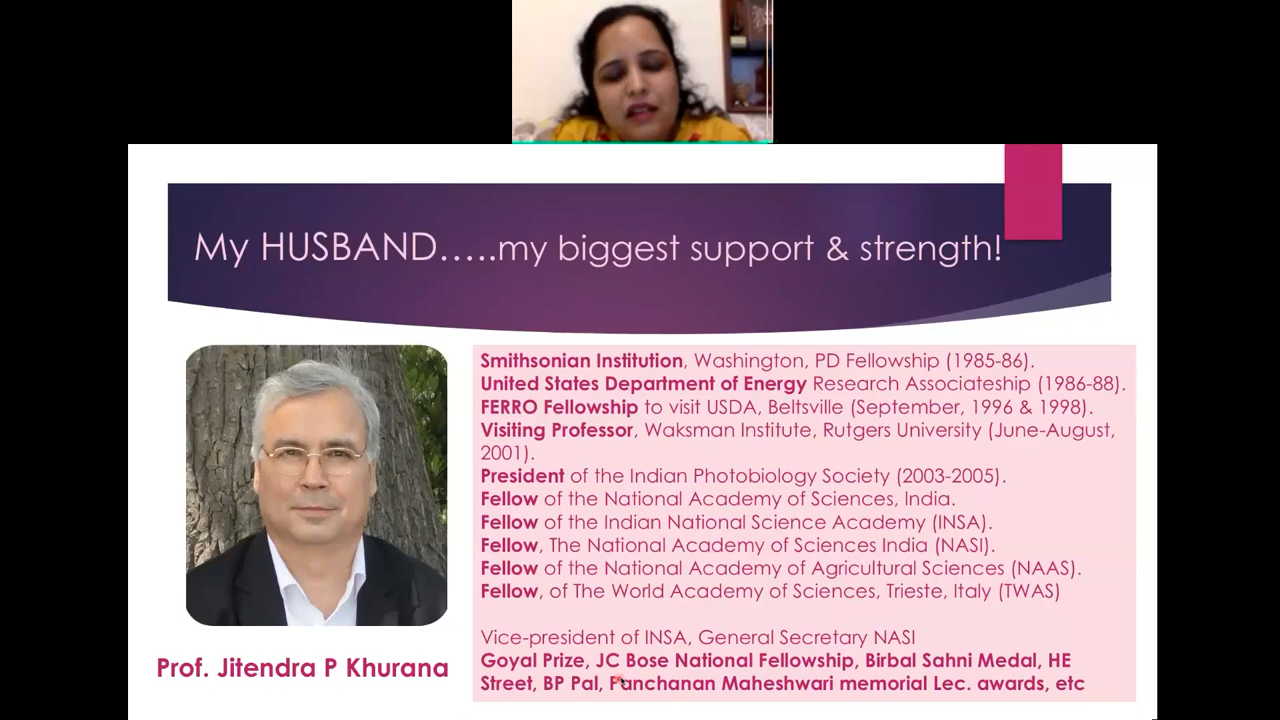 My HUSBAND.....my biggest support & strength!
Smithsonian Institution, Washington, PD Fellowship (1985-86).
United States Department of Energy Research Associateship (1986-88).
FERRO Fellowship to visit USDA, Beltsville (September, 1996 & 1998).
Visiting Professor, Waksman Institute, Rutgers University (June-August,
2001).
President of the Indian Photobiology Society (2003-2005).
Fellow of the National Academy of Sciences, India.
Fellow of the Indian National Science Academy (INSA).
Fellow, The National Academy of Sciences India (NASI).
Fellow of the National Academy of Agricultural Sciences (NAAS).
Fellow, of The World Academy of Sciences, Trieste, Italy (TWAS)
Vice-president of INSA, General Secretary NASI
Goyal Prize, JC Bose National Fellowship, Birbal Sahni Medal, HE
Street, BP Pal, Panchanan Maheshwari memorial Lec. awards, etc
Prof. Jitendra P Khurana